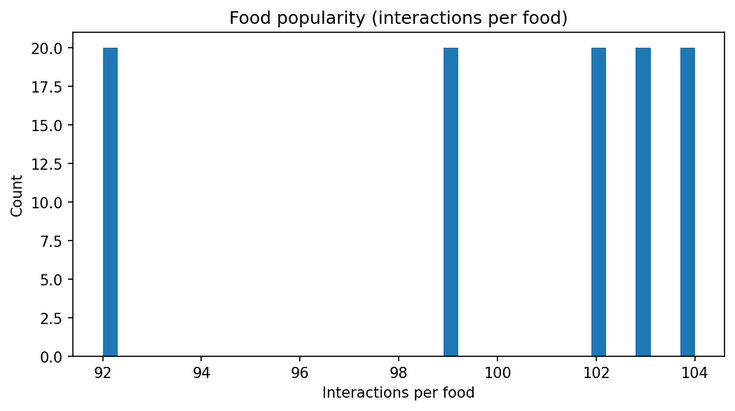 Food popularity (interactions per food)
20.0
17.5
15.0
12.5
10.0
7.5
5.0
2.5
0.0
Count
92 94 96 98 100 102 104
Interactions per food